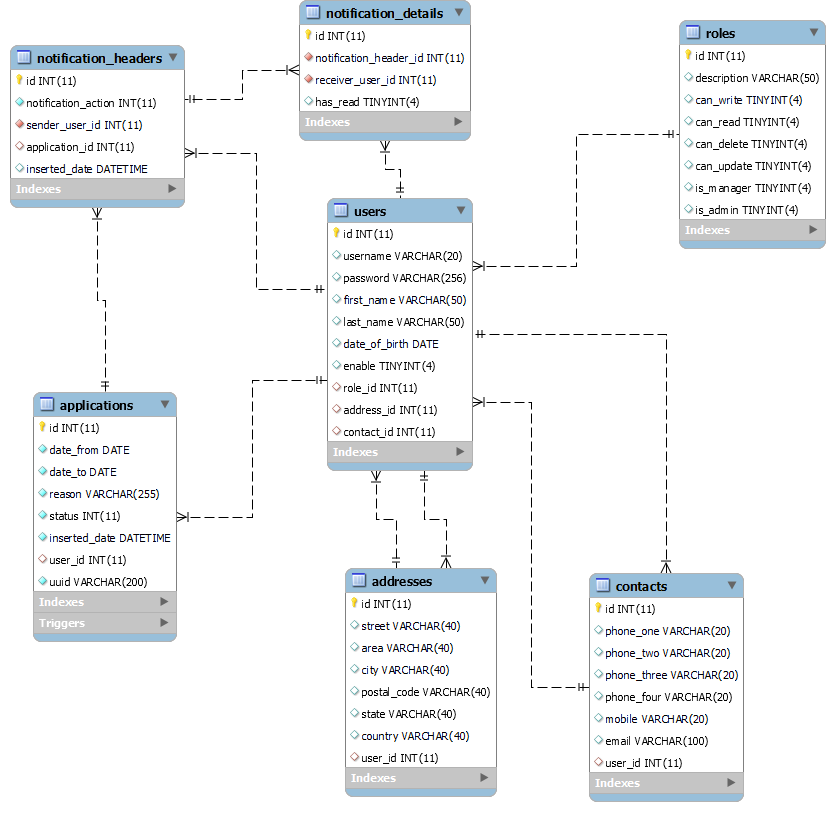 notification_details
id INT(11)
notification_header_id INT(11)
receiver_user_id INT(11)
has_read TINYINT(4)
Indexes
notification_headers
id INT(11)
notification_action INT(11)
sender_user_id INT(11)
application_id INT(11)
inserted_date DATETIME
Indexes
roles
id INT(11)
description VARCHAR(50)
can_write TINYINT(4)
can_read TINYINT(4)
can_delete TINYINT(4)
can_update TINYINT(4)
is_manager TINYINT(4)
is_admin TINYINT(4)
Indexes
users
id INT(11)
username VARCHAR(20)
password VARCHAR(256)
first_name VARCHAR(50)
last_name VARCHAR(50)
date_of_birth DATE
enable TINYINT(4)
role_id INT(11)
address_id INT(11)
contact_id INT(11)
Indexes
applications
id INT(11)
date_from DATE
date_to DATE
reason VARCHAR(255)
status INT(11)
inserted_date DATETIME
user_id INT(11)
uuid VARCHAR(200)
Indexes
Triggers
addresses
id INT(11)
street VARCHAR(40)
area VARCHAR(40)
city VARCHAR(40)
postal_code VARCHAR(40)
state VARCHAR(40)
country VARCHAR(40)
user_id INT(11)
Indexes
contacts
id INT(11)
phone_one VARCHAR(20)
phone_two VARCHAR(20)
phone_three VARCHAR(20)
phone_four VARCHAR(20)
mobile VARCHAR(20)
email VARCHAR(100)
user_id INT(11)
Indexes